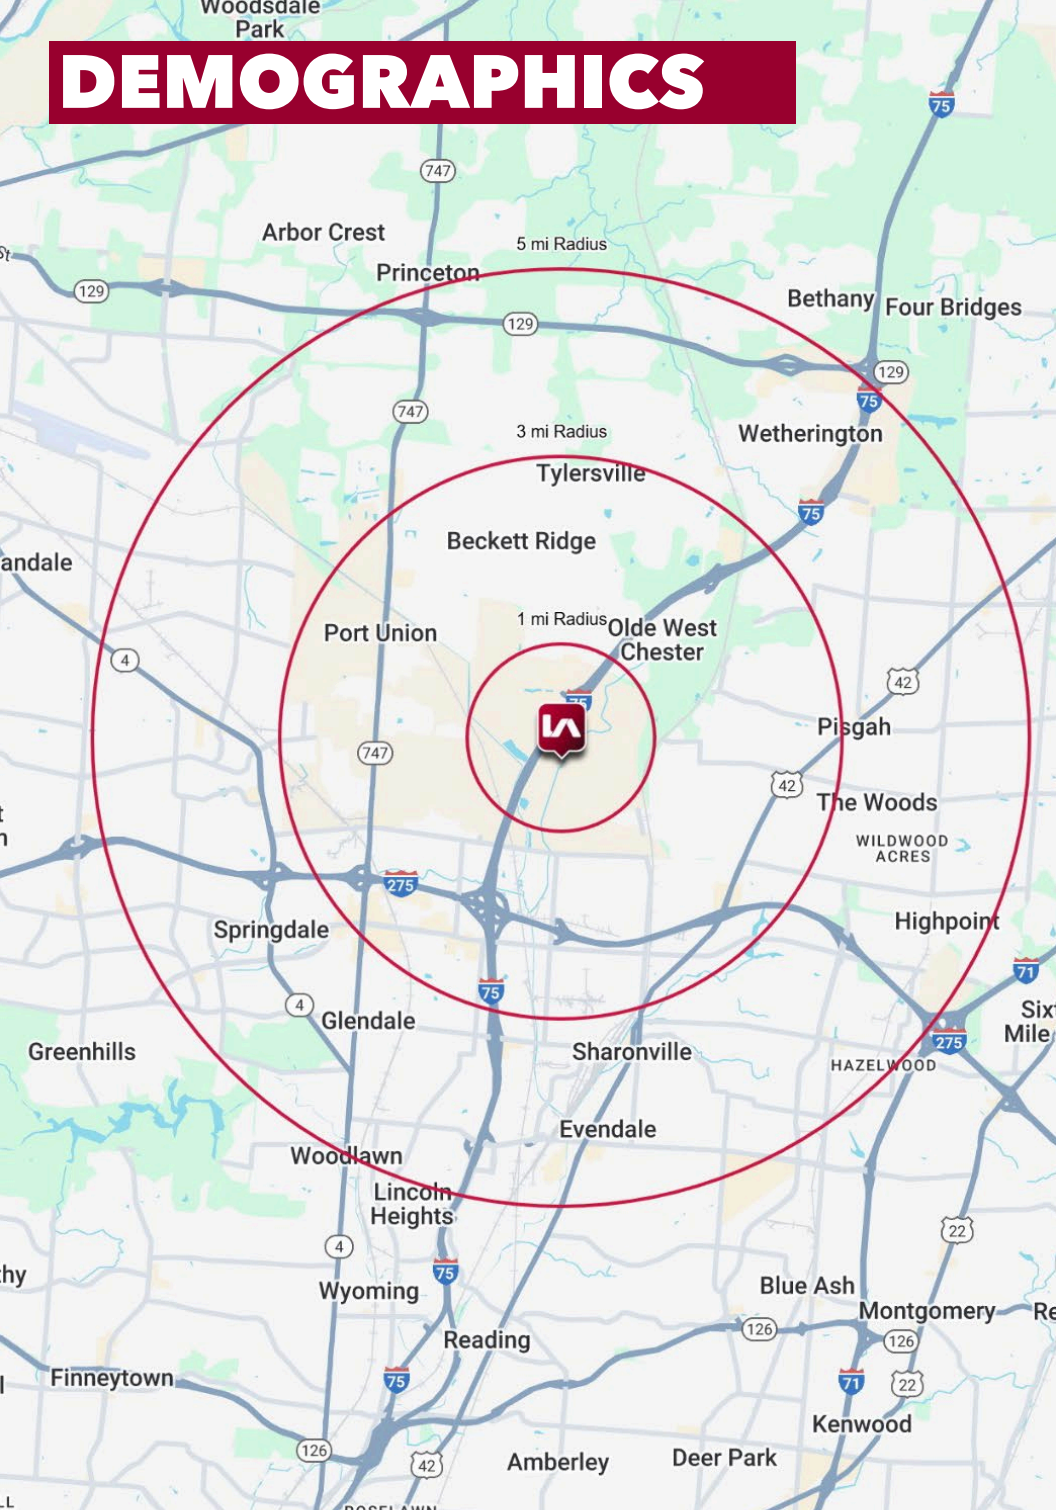 Woodsdale
Park
DEMOGRAPHICS
75
747
Arbor Crest
5 mi Radius
Princeton
129
Bethany
Four Bridges
129
129
75
747
3 mi Radius
Wetherington
Tylersville
75
Beckett Ridge
andale
1 mi Radius
Port Union
Olde West
Chester
4
42
75
Pisgah
747
42
The Woods
WILDWOOD
ACRES
275
Springdale
Highpoint
71
75
4
Glendale
Six
Mile
275
Greenhills
Sharonville
HAZELWOOD
Evendale
Woodlawn
Lincoln
Heights
22
4
hy
75
Wyoming
Blue Ash
Montgomery
Re
126
126
Reading
Finneytown
75
71
22
Kenwood
126
42
Amberley
Deer Park